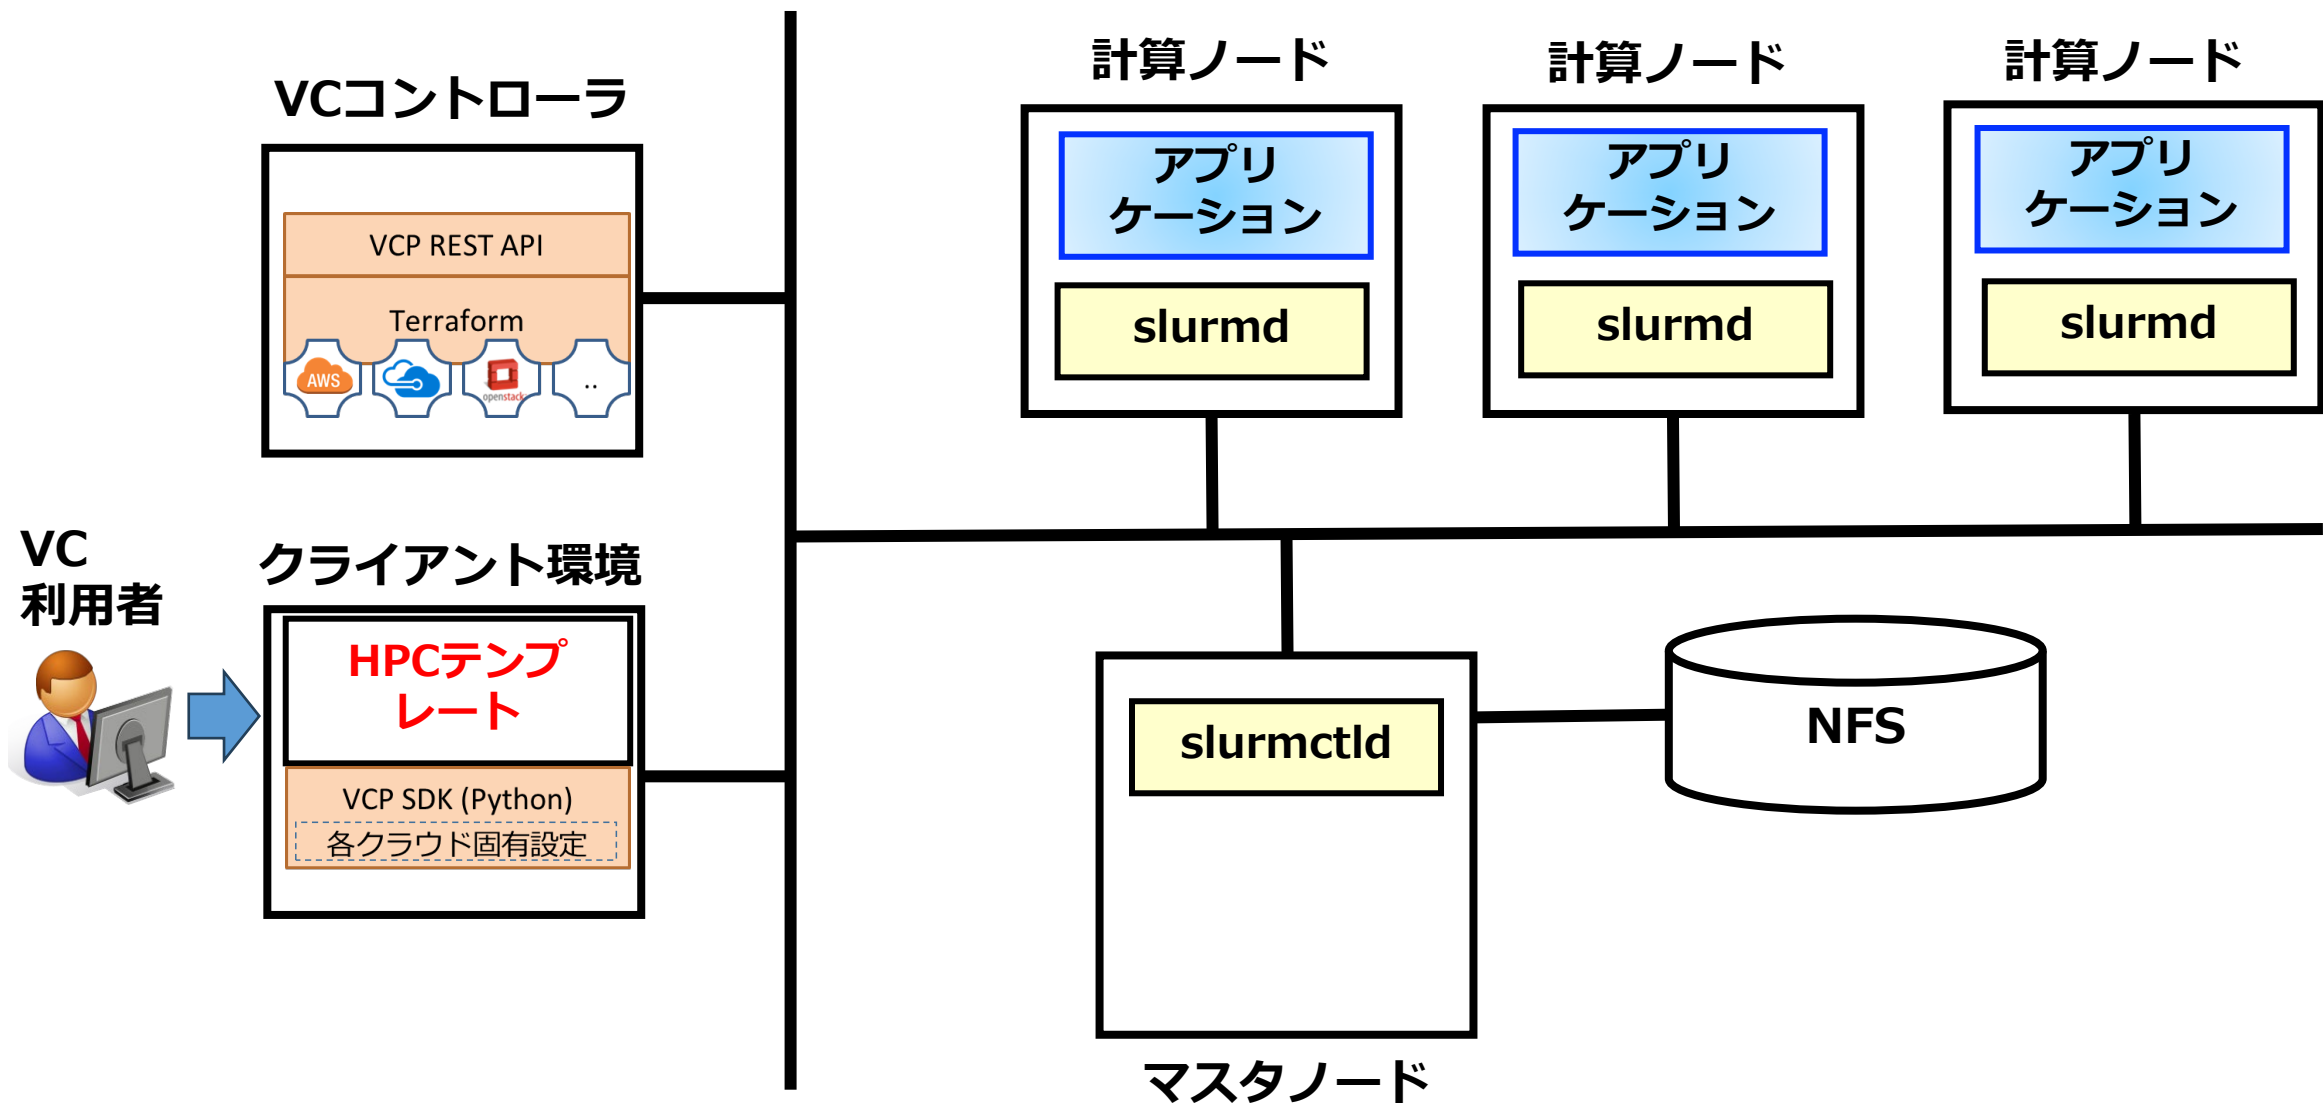 VCコントローラ
VCP REST API
Terraform
AWS
openstack
..
VC
利用者
クライアント環境
HPCテンプ
レート
VCP SDK (Python)
各クラウド固有設定
計算ノード
アプリ
ケーション
slurmd
計算ノード
アプリ
ケーション
slurmd
計算ノード
アプリ
ケーション
slurmd
slurmctld
マスタノード
NFS